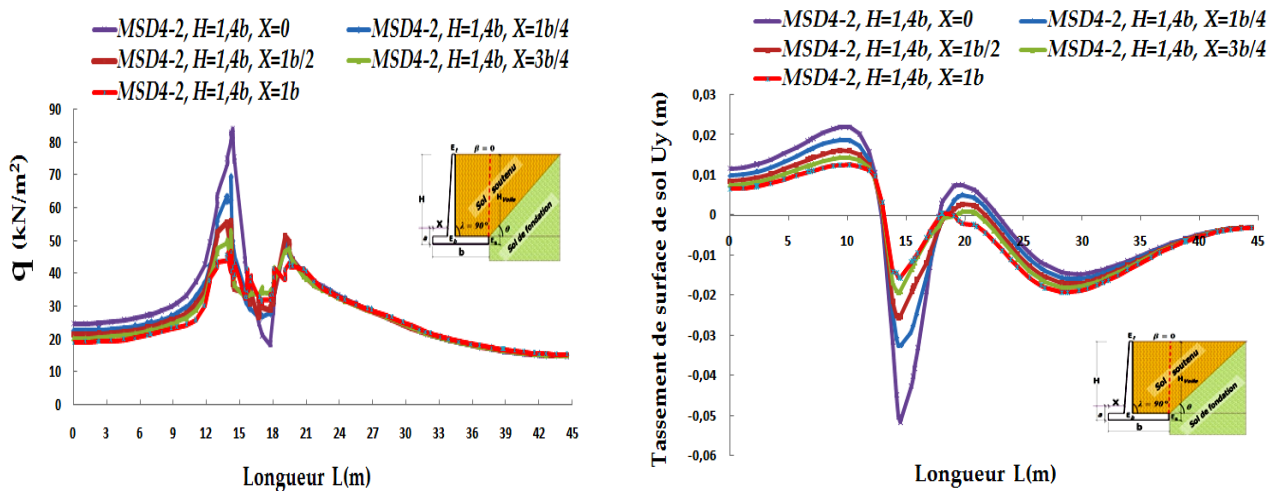 MSD4-2, H=1,4b, X=0
MSD4-2, H=1,4b, X=1b/4
MSD4-2, H=1,4b, X=1b/2
MSD4-2, H=1,4b, X=3b/4
MSD4-2, H=1,4b, X=1b
q (kN/m²)
90
80
70
60
50
40
30
20
10
0
0 3 6 9 12 15 18 21 24 27 30 33 36 39 42 45
Longueur L(m)
β = 0
H
Sol soutenu
H Voile
X
λ = 90°
θ
a
b
Sol de fondation
MSD4-2, H=1,4b, X=0
MSD4-2, H=1,4b, X=1b/4
MSD4-2, H=1,4b, X=1b/2
MSD4-2, H=1,4b, X=3b/4
MSD4-2, H=1,4b, X=1b
Tassement de surface de sol Uy (m)
0,03
0,02
0,01
0
-0,01
-0,02
-0,03
-0,04
-0,05
-0,06
0 5 10 15 20 25 30 35 40 45
Longueur L(m)
β = 0
H
Sol soutenu
H Voile
X
λ = 90°
θ
a
b
Sol de fondation